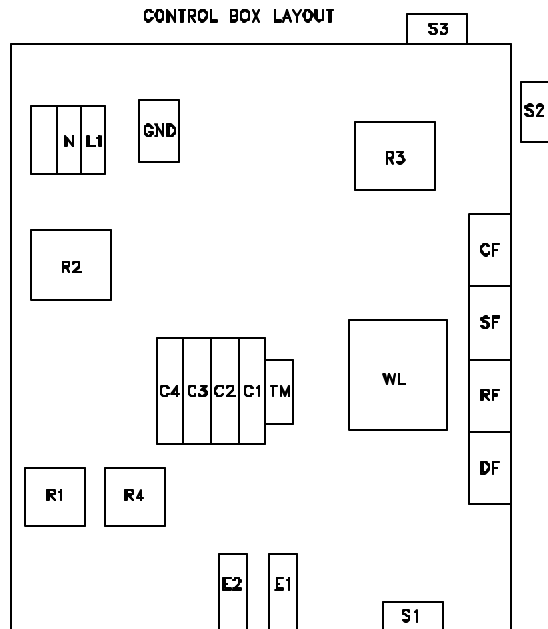 CONTROL BOX LAYOUT
S3
S2
N L1
GND
R3
CF
R2
SF
C4 C3 C2 C1 TM
WL
RF
DF
R1 R4
E2 E1
S1